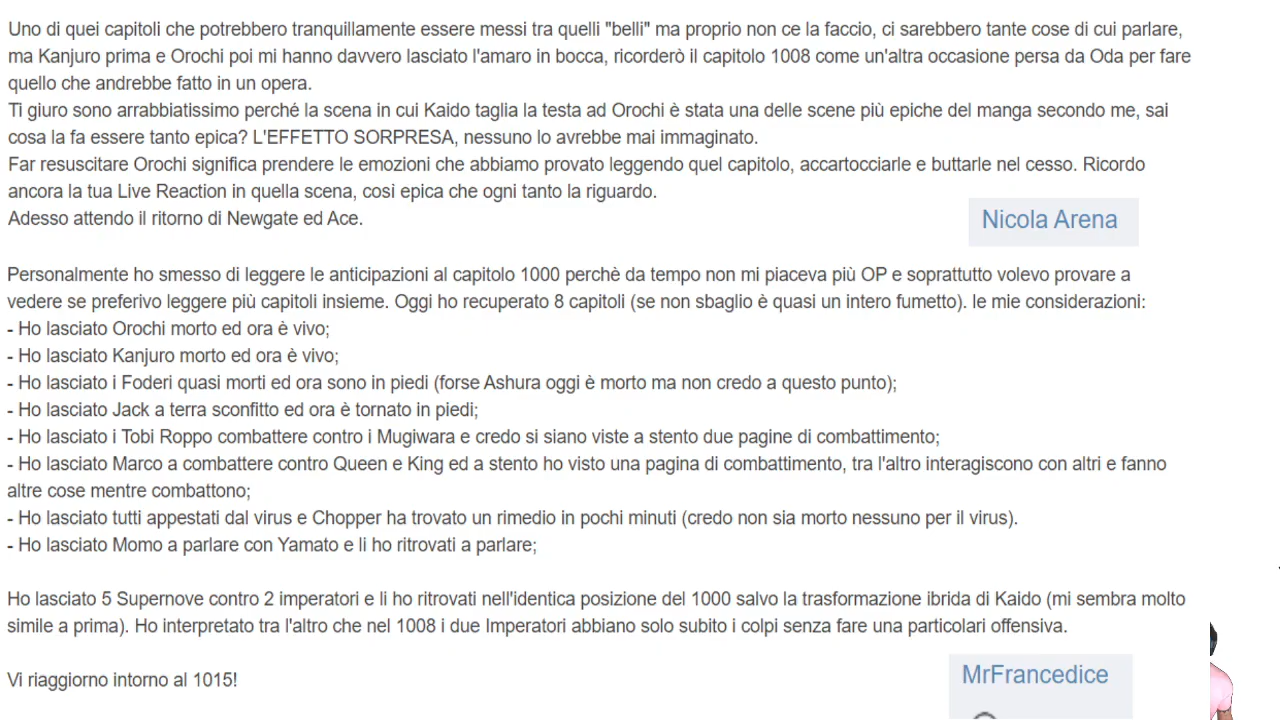 Uno di quei capitoli che potrebbero tranquillamente essere messi tra quelli "belli" ma proprio non ce la faccio, ci sarebbero tante cose di cui parlare,
ma Kanjuro prima e Orochi poi mi hanno davvero lasciato l'amaro in bocca, ricorderò il capitolo 1008 come un'altra occasione persa da Oda per fare
quello che andrebbe fatto in un opera.
Ti giuro sono arrabbiatissimo perché la scena in cui Kaido taglia la testa ad Orochi è stata una delle scene più epiche del manga secondo me, sai
cosa la fa essere tanto epica? L'EFFETTO SORPRESA, nessuno lo avrebbe mai immaginato.
Far resuscitare Orochi significa prendere le emozioni che abbiamo provato leggendo quel capitolo, accartocciarle e buttarle nel cesso. Ricordo
ancora la tua Live Reaction in quella scena, così epica che ogni tanto la riguardo.
Adesso attendo il ritorno di Newgate ed Ace.
Nicola Arena
Personalmente ho smesso di leggere le anticipazioni al capitolo 1000 perchè da tempo non mi piaceva più OP e soprattutto volevo provare a
vedere se preferivo leggere più capitoli insieme. Oggi ho recuperato 8 capitoli (se non sbaglio è quasi un intero fumetto). le mie considerazioni:
- Ho lasciato Orochi morto ed ora è vivo;
- Ho lasciato Kanjuro morto ed ora è vivo;
- Ho lasciato i Foderi quasi morti ed ora sono in piedi (forse Ashura oggi è morto ma non credo a questo punto);
- Ho lasciato Jack a terra sconfitto ed ora è tornato in piedi;
- Ho lasciato i Tobi Roppo combattere contro i Mugiwara e credo si siano viste a stento due pagine di combattimento;
- Ho lasciato Marco a combattere contro Queen e King ed a stento ho visto una pagina di combattimento, tra l'altro interagiscono con altri e fanno
altre cose mentre combattono;
- Ho lasciato tutti appestati dal virus e Chopper ha trovato un rimedio in pochi minuti (credo non sia morto nessuno per il virus).
- Ho lasciato Momo a parlare con Yamato e li ho ritrovati a parlare;
Ho lasciato 5 Supernove contro 2 imperatori e li ho ritrovati nell'identica posizione del 1000 salvo la trasformazione ibrida di Kaido (mi sembra molto
simile a prima). Ho interpretato tra l'altro che nel 1008 i due Imperatori abbiano solo subito i colpi senza fare una particolari offensiva.
Vi riaggiorno intorno al 1015!
MrFrancedice